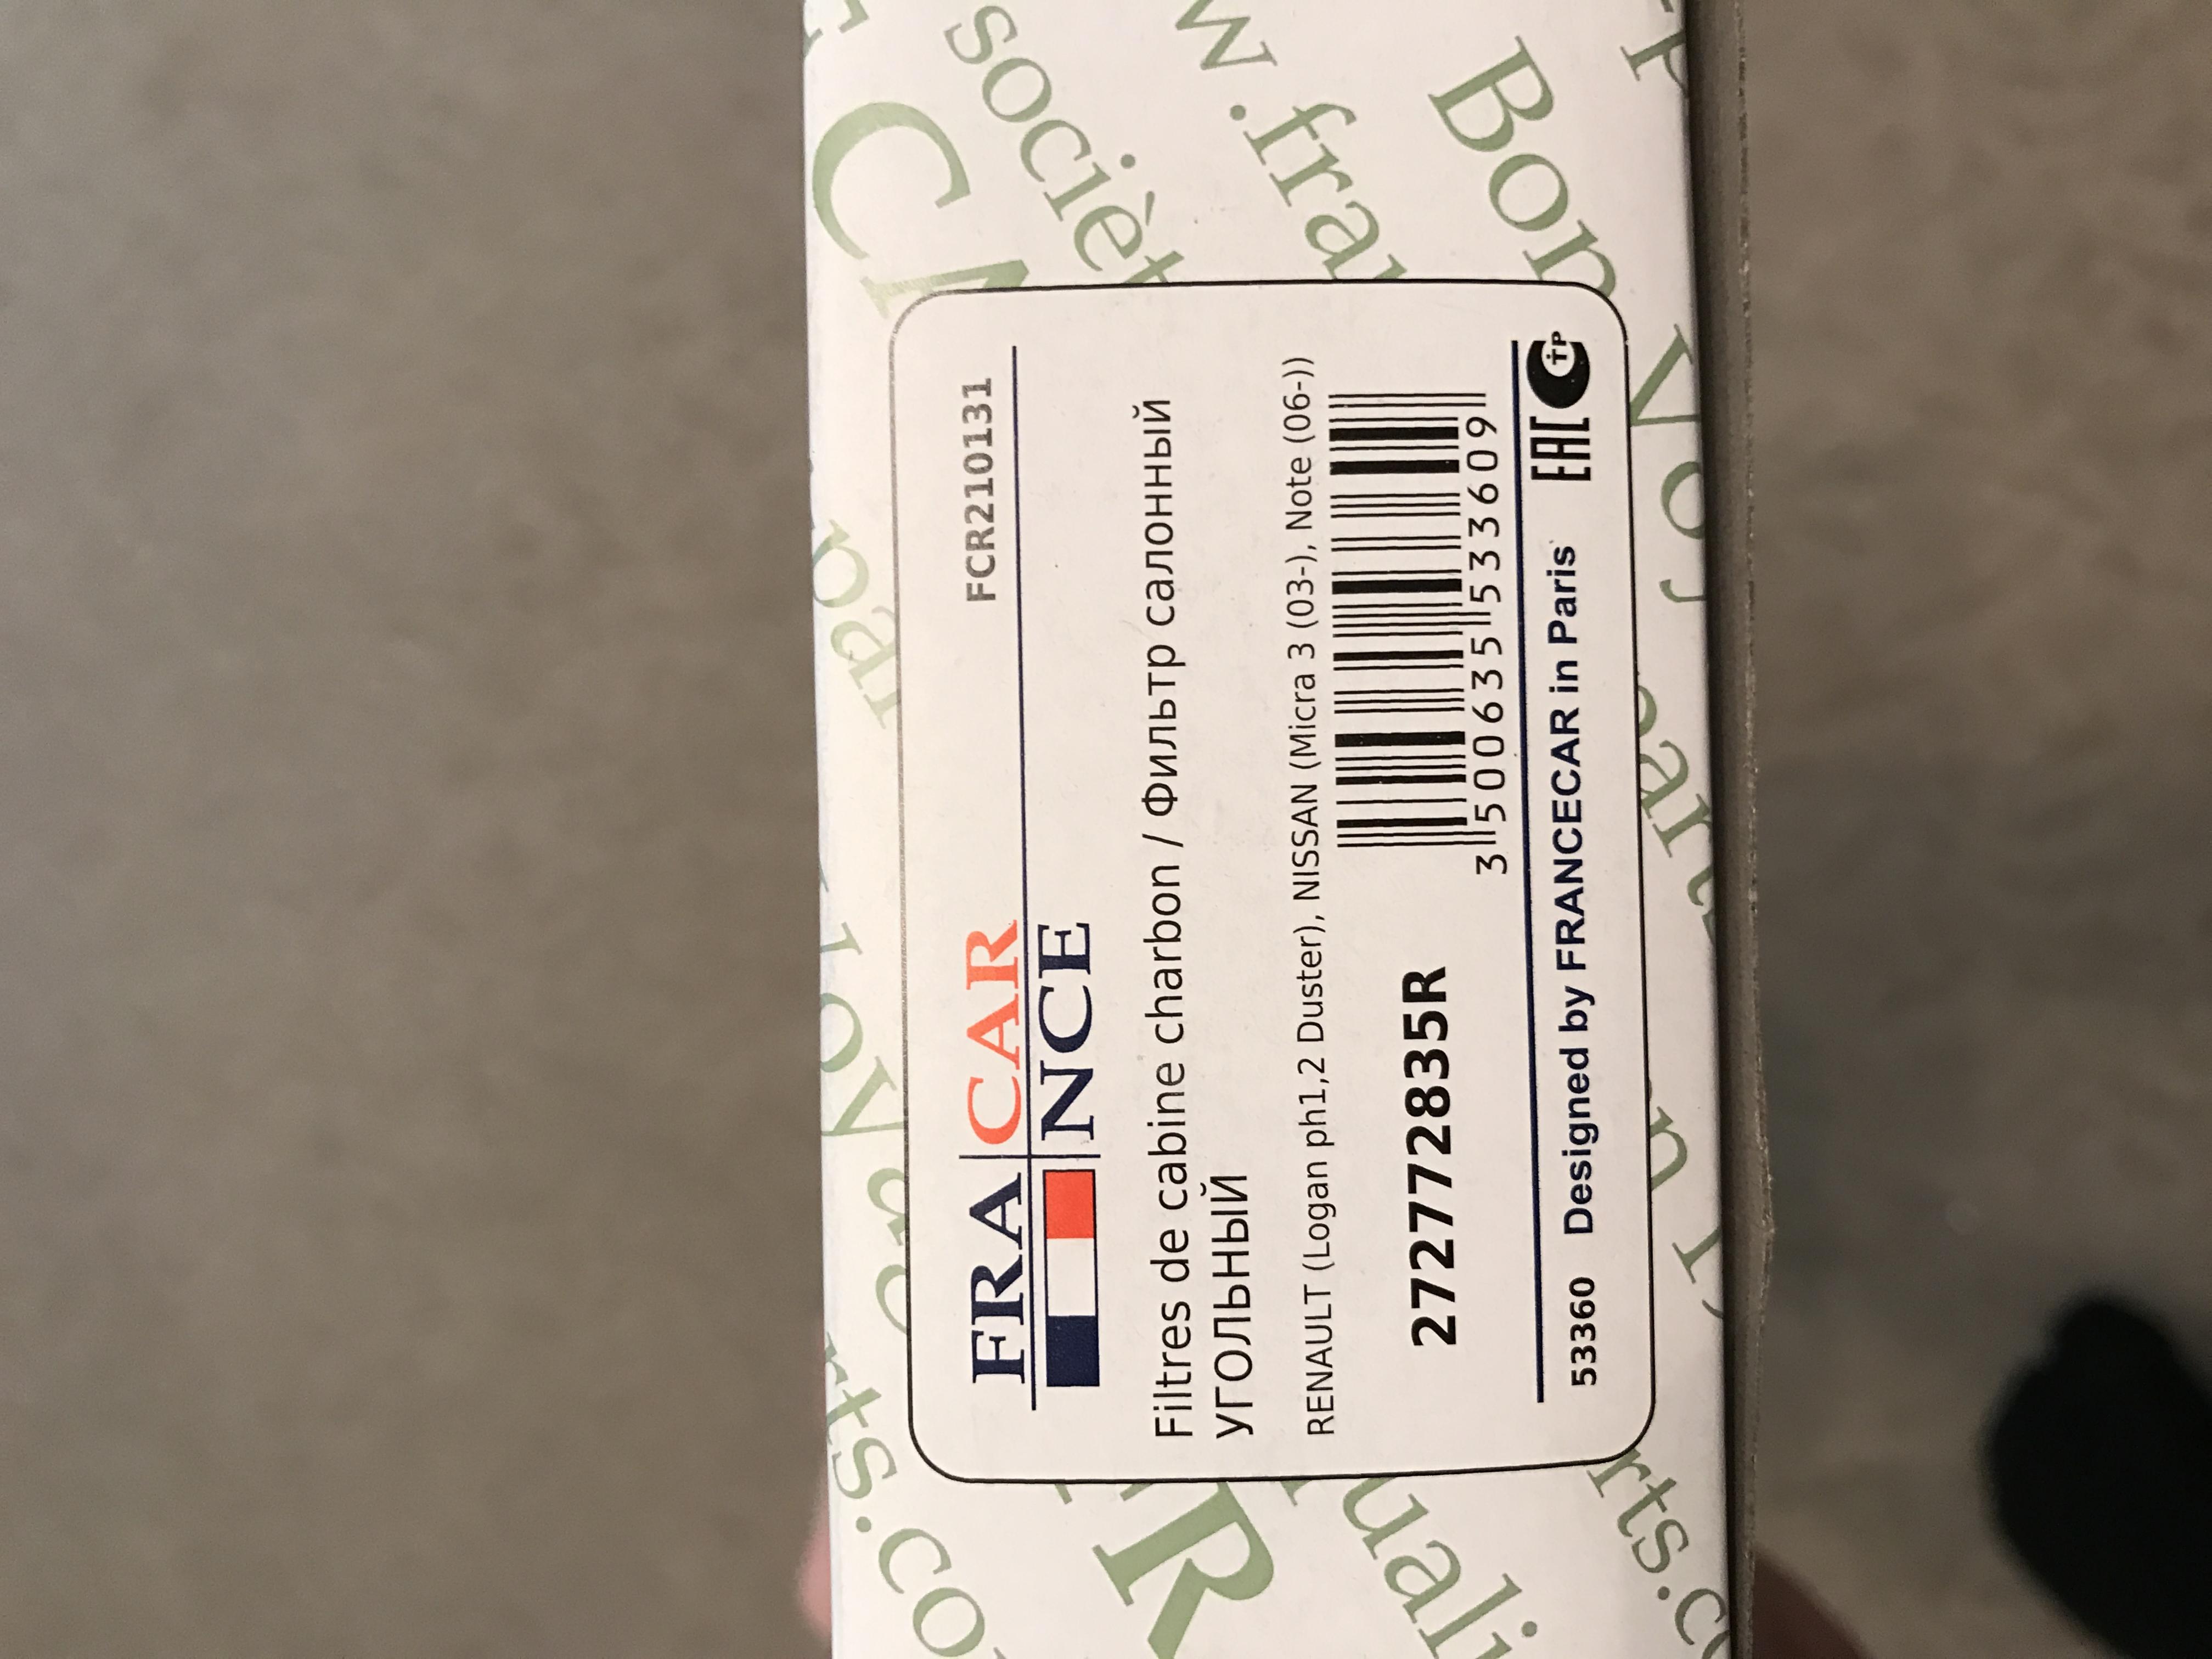 FRA CAR
NCE
FCR210131
Filtres de cabine charbon / Фильтр салонный
угольный
RENAULT (Logan ph1,2 Duster), NISSAN (Micra 3 (03-), Note (06-))
272772835R
3 500635 533609
53360 Designed by FRANCECAR in Paris EAC